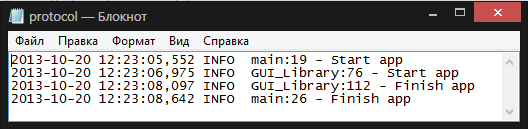 protocol — Блокнот
Файл Правка Формат Вид Справка
2013-10-20 12:23:05,552 INFO  main:19 - Start app
2013-10-20 12:23:06,975 INFO  GUI_Library:76 - Start app
2013-10-20 12:23:08,097 INFO  GUI_Library:112 - Finish app
2013-10-20 12:23:08,642 INFO  main:26 - Finish app